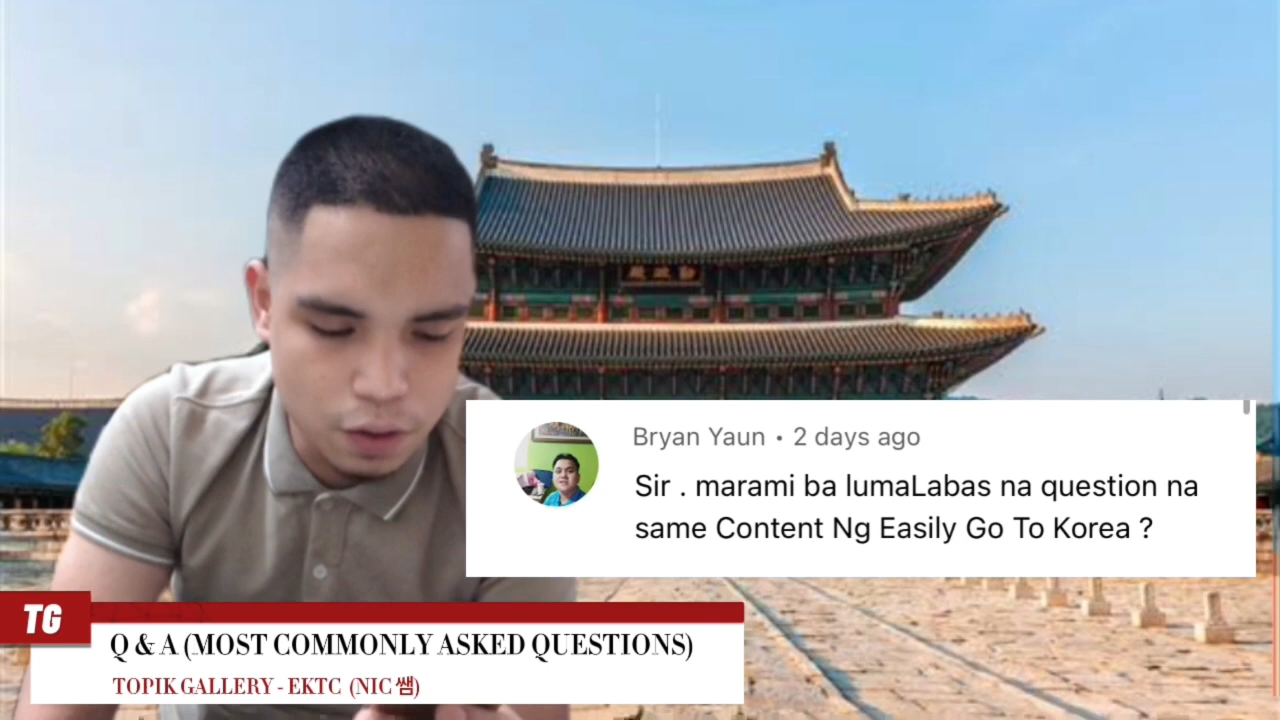 Bryan Yaun • 2 days ago
Sir . marami ba lumaLabas na question na
same Content Ng Easily Go To Korea ?
TG
Q & A (MOST COMMONLY ASKED QUESTIONS)
TOPIK GALLERY - EKTC (NIC 쌤)